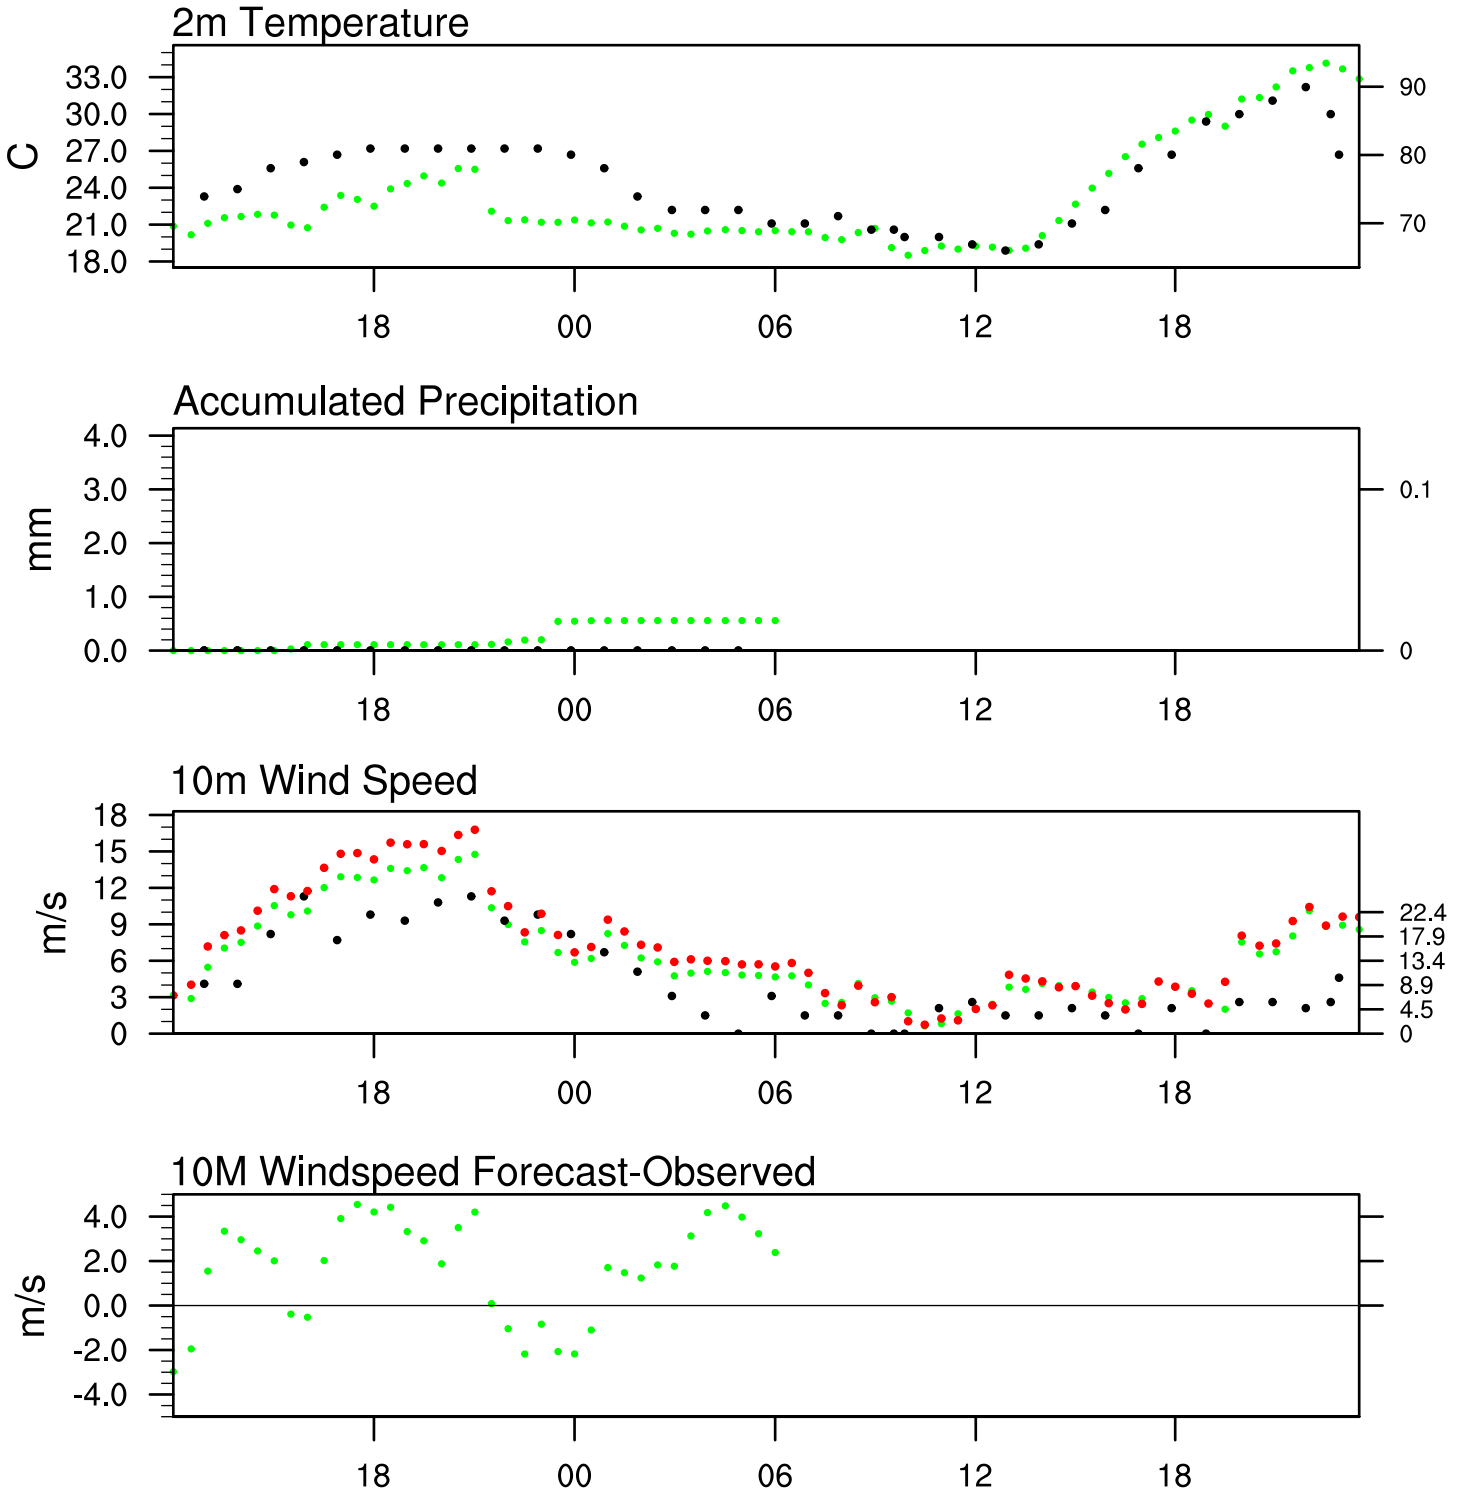 2m Temperature
33.0
30.0
27.0
24.0
21.0
18.0
C
90
80
70
18 00 06 12 18
Accumulated Precipitation
4.0
3.0
2.0
1.0
0.0
mm
0.1
0
18 00 06 12 18
10m Wind Speed
18
15
12
9
6
3
0
m/s
22.4
17.9
13.4
8.9
4.5
0
18 00 06 12 18
10M Windspeed Forecast-Observed
4.0
2.0
0.0
-2.0
-4.0
m/s
18 00 06 12 18